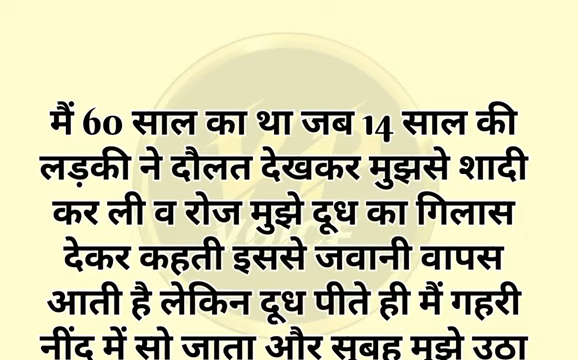 मैं 60 साल का था जब 14 साल की
लड़की ने दौलत देखकर मुझसे शादी
कर ली व रोज मुझे दूध का गिलास
देकर कहती इससे जवानी वापस
आती है लेकिन दूध पीते ही मैं गहरी
नींद में सो जाता और सुबह मुझे उठा